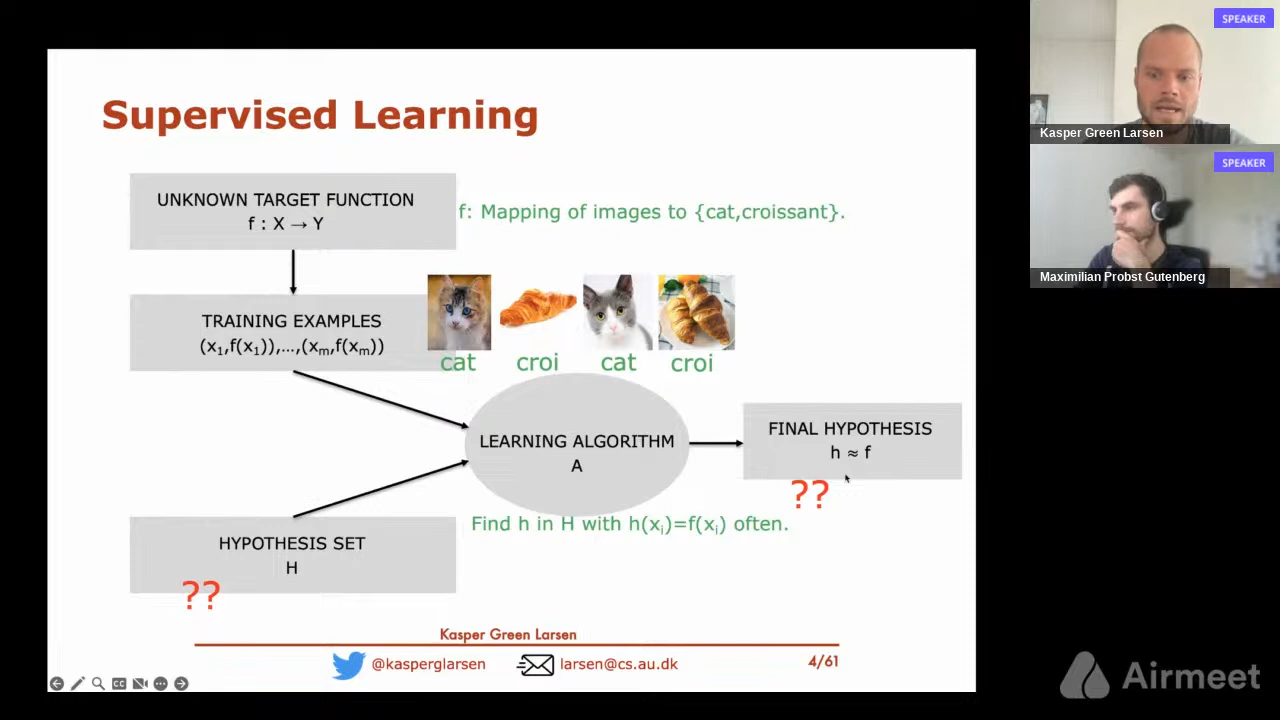 Supervised Learning
UNKNOWN TARGET FUNCTION
f : X → Y
f: Mapping of images to {cat,croissant}.
TRAINING EXAMPLES
(x₁,f(x₁)),...,(xₘ,f(xₘ))
cat croi cat croi
LEARNING ALGORITHM
A
FINAL HYPOTHESIS
h ≈ f
??
Find h in H with h(xᵢ)=f(xᵢ) often.
HYPOTHESIS SET
H
??
Kasper Green Larsen
@kasperglarsen larsen@cs.au.dk 4/61
CC
SPEAKER
Kasper Green Larsen
SPEAKER
Maximilian Probst Gutenberg
Airmeet